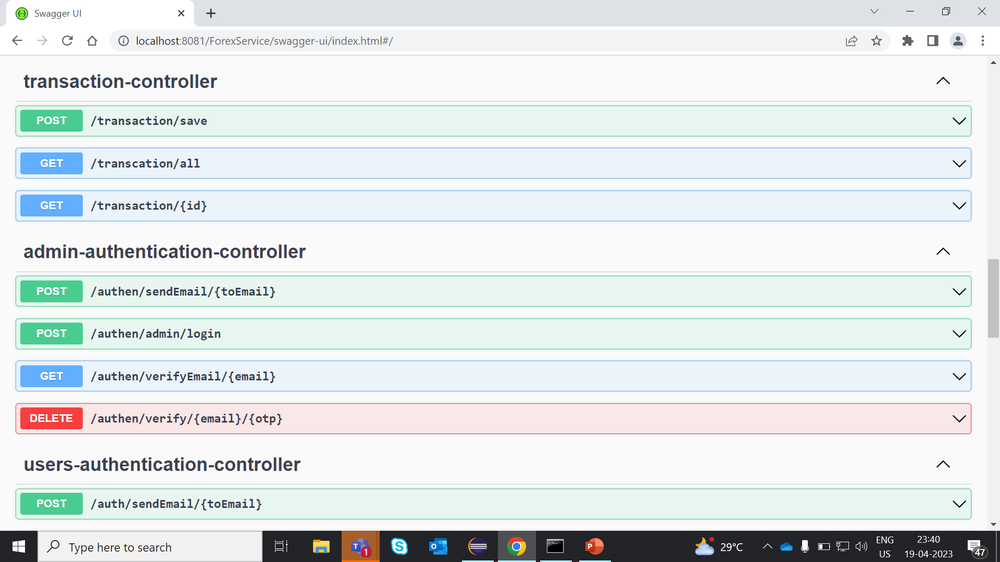 Swagger UI
localhost:8081/ForexService/swagger-ui/index.html#/
transaction-controller
POST /transaction/save
GET /transcation/all
GET /transaction/{id}
admin-authentication-controller
POST /authen/sendEmail/{toEmail}
POST /authen/admin/login
GET /authen/verifyEmail/{email}
DELETE /authen/verify/{email}/{otp}
users-authentication-controller
POST /auth/sendEmail/{toEmail}
Type here to search
T 1
S
O
C:\_
P
29°C
ENG
US
23:40
19-04-2023
47